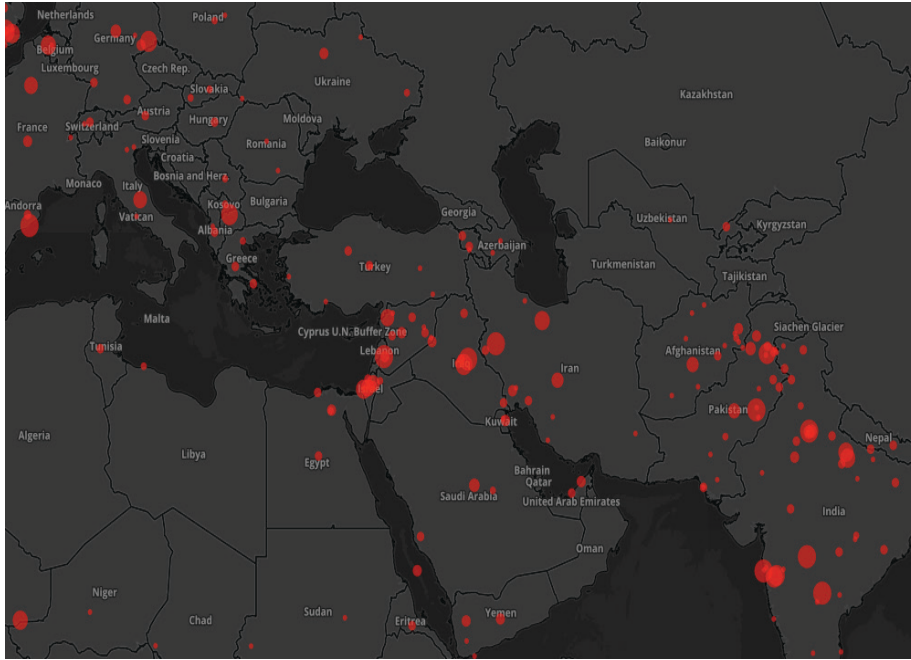 Netherlands
Poland
Germany
Belgium
Luxembourg
Czech Rep.
Ukraine
Slovakia
Kazakhstan
Austria
France
Switzerland
Hungary
Moldova
Slovenia
Romania
Baikonur
Croatia
Bosnia and Herz.
Monaco
Italy
Andorra
Kosovo
Bulgaria
Vatican
Georgia
Uzbekistan
Kyrgyzstan
Albania
Azerbaijan
Greece
Turkey
Turkmenistan
Tajikistan
Malta
Cyprus U.N. Buffer Zone
Siachen Glacier
Tunisia
Lebanon
Afghanistan
Iraq
Iran
Israel
Pakistan
Kuwait
Algeria
Nepal
Libya
Egypt
Bahrain
Qatar
Saudi Arabia
United Arab Emirates
India
Oman
Niger
Chad
Sudan
Eritrea
Yemen